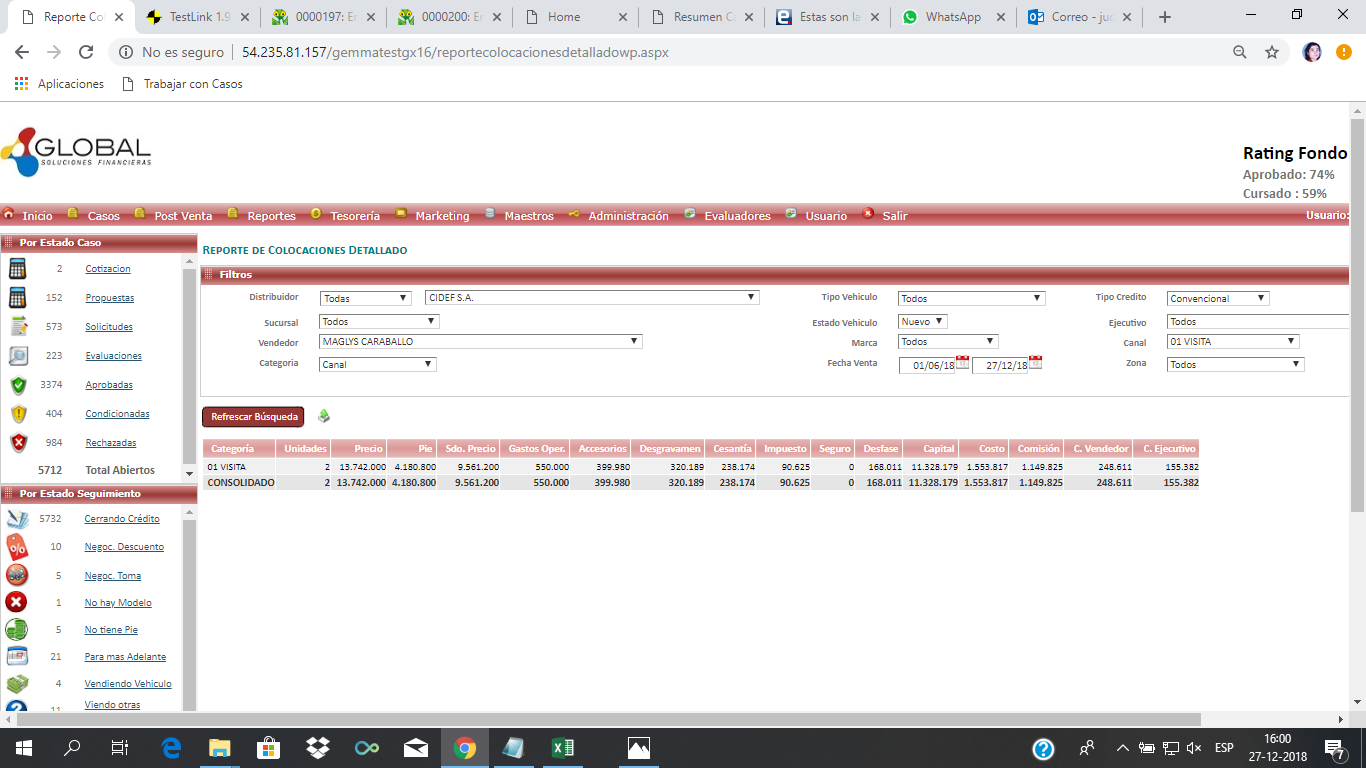 Reporte Col
TestLink 1.9
0000197: Er
0000200: Er
Home
Resumen C
Estas son la
WhatsApp
Correo - juc
No es seguro | 54.235.81.157/gemmatestgx16/reportecolocacionesdetalladowp.aspx
Aplicaciones Trabajar con Casos
GLOBAL
SOLUCIONES FINANCIERAS
Rating Fondo
Aprobado: 74%
Cursado : 59%
Inicio Casos Post Venta Reportes Tesorería Marketing Maestros Administración Evaluadores Usuario Salir Usuario:
Por Estado Caso
2 Cotizacion
152 Propuestas
573 Solicitudes
223 Evaluaciones
3374 Aprobadas
404 Condicionadas
984 Rechazadas
5712 Total Abiertos
Por Estado Seguimiento
5732 Cerrando Crédito
10 Negoc. Descuento
5 Negoc. Toma
1 No hay Modelo
5 No tiene Pie
21 Para mas Adelante
4 Vendiendo Vehiculo
11 Viendo otras
REPORTE DE COLOCACIONES DETALLADO
Filtros
Distribuidor Todas CIDEF S.A. Tipo Vehiculo Todos Tipo Credito Convencional
Sucursal Todos Estado Vehiculo Nuevo Ejecutivo Todos
Vendedor MAGLYS CARABALLO Marca Todos Canal 01 VISITA
Categoria Canal Fecha Venta 01/06/18 27/12/18 Zona Todos
Refrescar Búsqueda
Categoría Unidades Precio Pie Sdo. Precio Gastos Oper. Accesorios Desgravamen Cesantía Impuesto Seguro Desfase Capital Costo Comisión C. Vendedor C. Ejecutivo
01 VISITA 2 13.742.000 4.180.800 9.561.200 550.000 399.980 320.189 238.174 90.625 0 168.011 11.328.179 1.553.817 1.149.825 248.611 155.382
CONSOLIDADO 2 13.742.000 4.180.800 9.561.200 550.000 399.980 320.189 238.174 90.625 0 168.011 11.328.179 1.553.817 1.149.825 248.611 155.382
ESP
16:00
27-12-2018
7